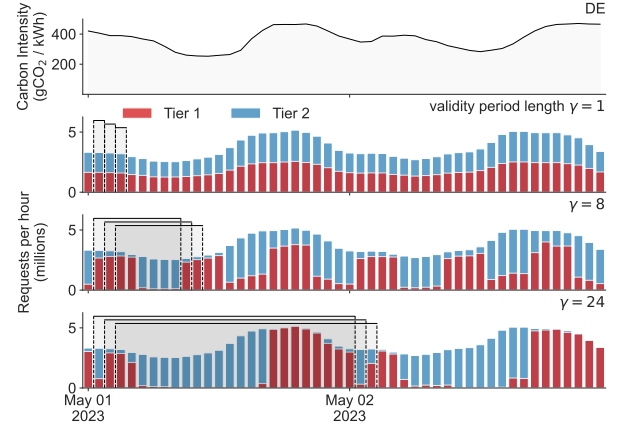 DE
Carbon Intensity
(gCO₂ / kWh)
400
200
Tier 1
Tier 2
validity period length γ = 1
5
0
γ = 8
Requests per hour
(millions)
5
0
γ = 24
5
0
May 01
2023
May 02
2023